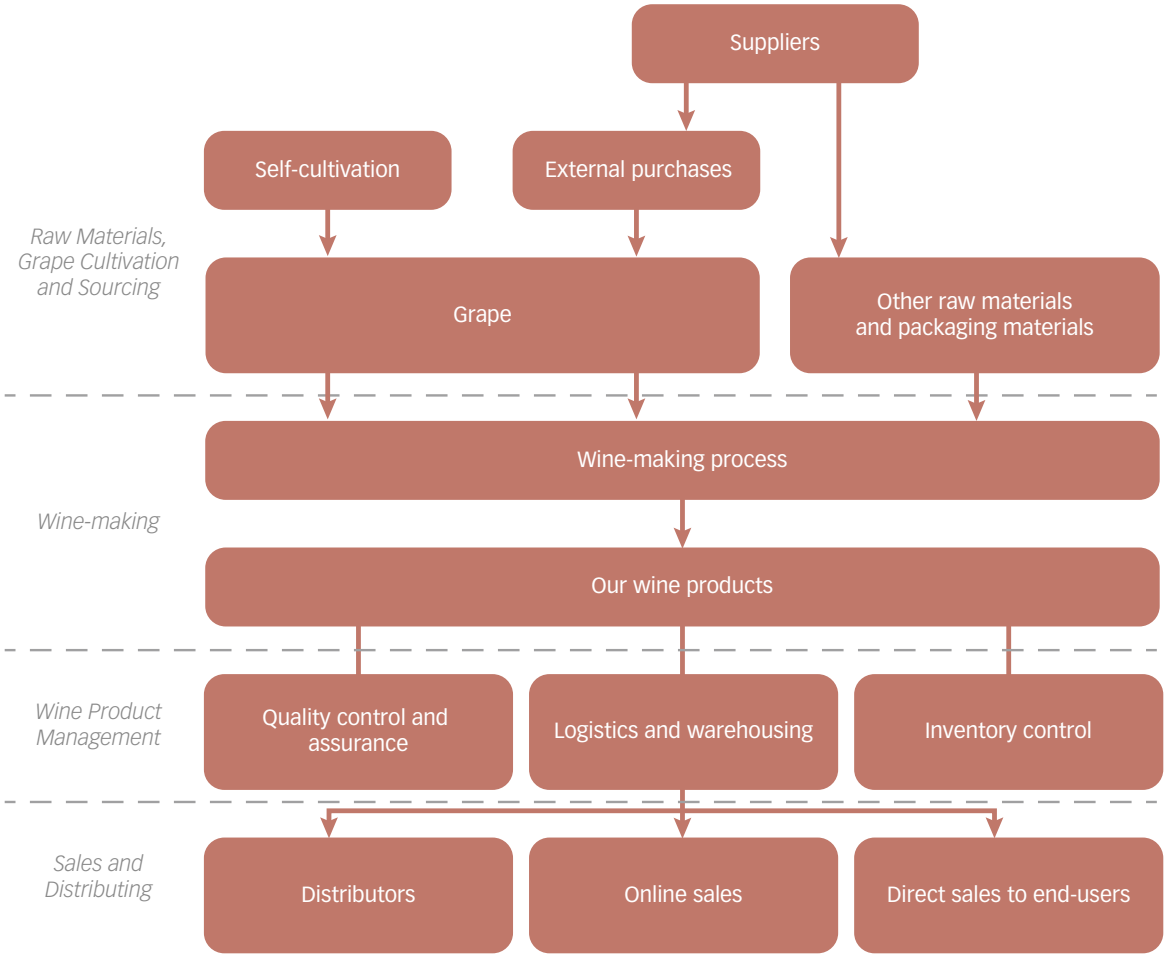 Suppliers
Self-cultivation
External purchases
Raw Materials,
Grape Cultivation
and Sourcing
Grape
Other raw materials
and packaging materials
Wine-making process
Wine-making
Our wine products
Wine Product
Management
Quality control and
assurance
Logistics and warehousing
Inventory control
Sales and
Distributing
Distributors
Online sales
Direct sales to end-users